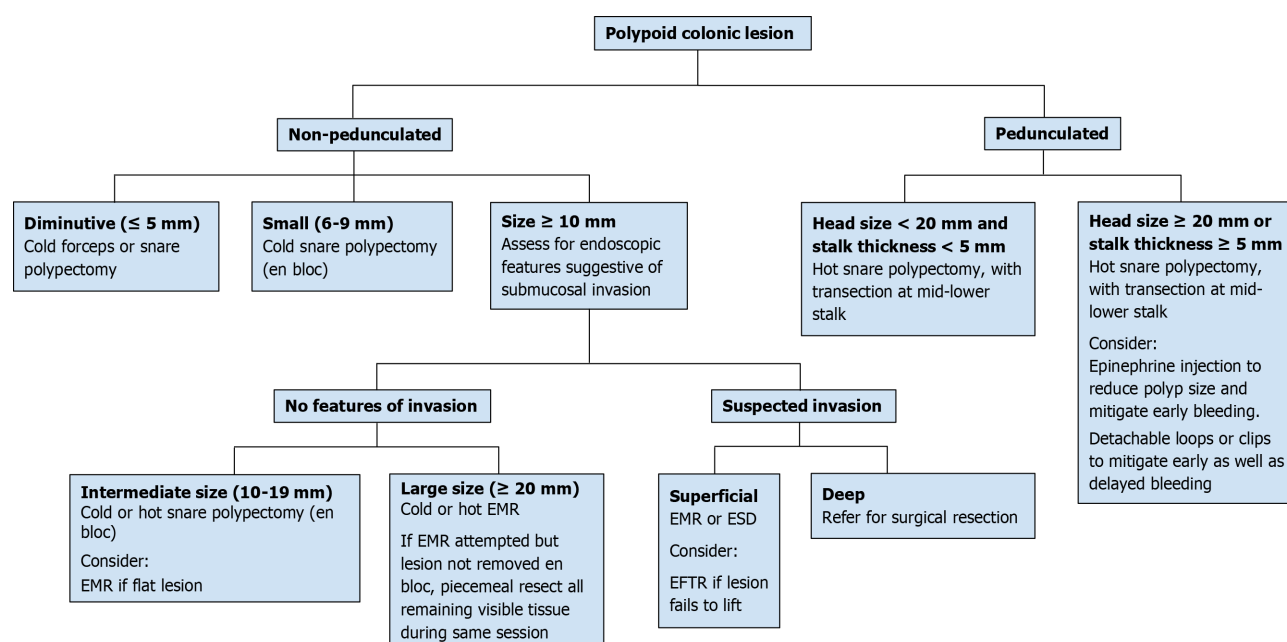 Polypoid colonic lesion
Non-pedunculated
Pedunculated
Diminutive (≤ 5 mm)
Cold forceps or snare
polypectomy
Small (6-9 mm)
Cold snare polypectomy
(en bloc)
Size ≥ 10 mm
Assess for endoscopic
features suggestive of
submucosal invasion
Head size < 20 mm and
stalk thickness < 5 mm
Hot snare polypectomy, with
transection at mid-lower
stalk
Head size ≥ 20 mm or
stalk thickness ≥ 5 mm
Hot snare polypectomy,
with transection at mid-
lower stalk
Consider:
Epinephrine injection to
reduce polyp size and
mitigate early bleeding.
Detachable loops or clips
to mitigate early as well as
delayed bleeding
No features of invasion
Suspected invasion
Intermediate size (10-19 mm)
Cold or hot snare polypectomy (en
bloc)
Consider:
EMR if flat lesion
Large size (≥ 20 mm)
Cold or hot EMR
If EMR attempted but
lesion not removed en
bloc, piecemeal resect all
remaining visible tissue
during same session
Superficial
EMR or ESD
Consider:
EFTR if lesion
fails to lift
Deep
Refer for surgical resection